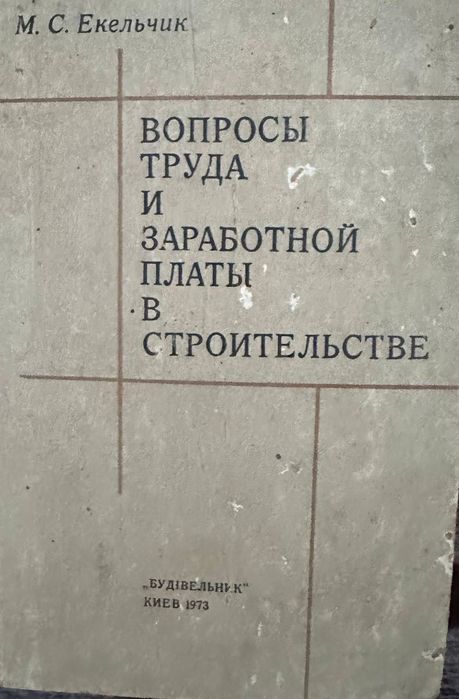 М. С. Екельчик
ВОПРОСЫ
ТРУДА
И
ЗАРАБОТНОЙ
ПЛАТЫ
В
СТРОИТЕЛЬСТВЕ
„БУДІВЕЛЬНИК“
КИЕВ 1973